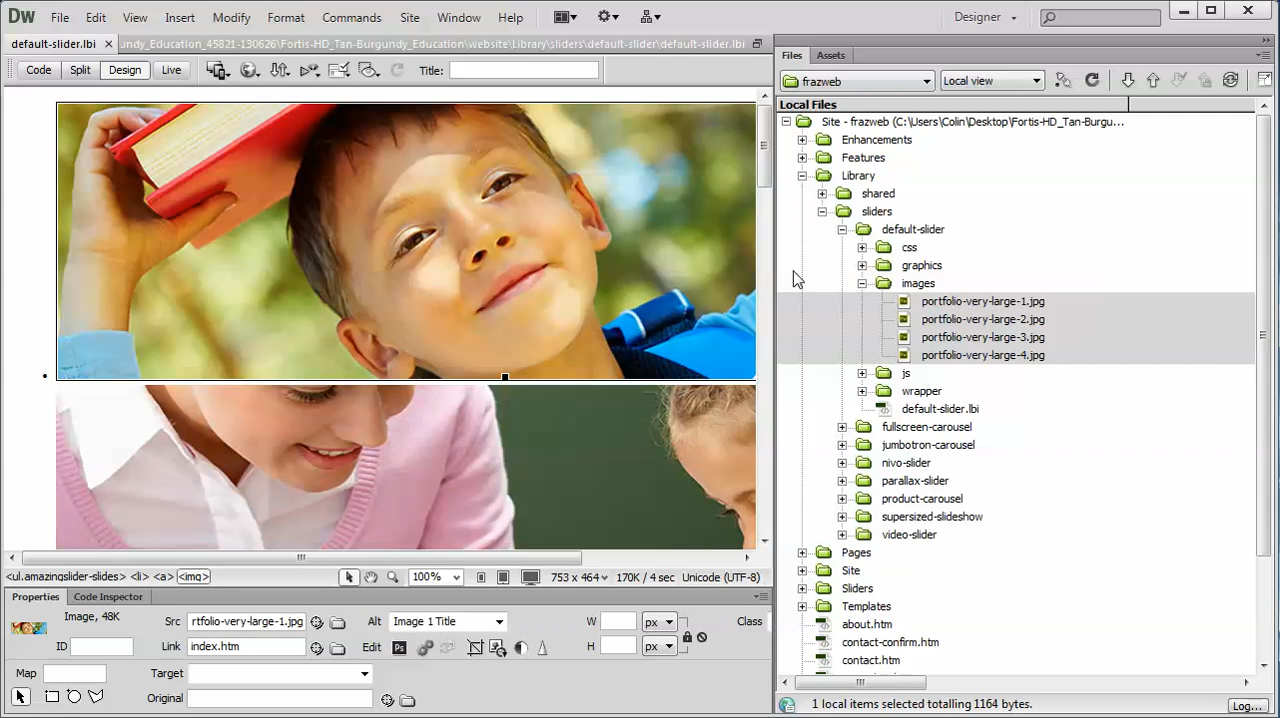 Dw File Edit View Insert Modify Format Commands Site Window Help Designer
default-slider.lbi × undy_Education_45821-130626\Fortis-HD_Tan-Burgundy_Education\website\Library\sliders\default-slider\default-slider.lbi
Code Split Design Live Title:
Files Assets
frazweb Local view
Local Files
Site - frazweb (C:\Users\Colin\Desktop\Fortis-HD_Tan-Burgu...
Enhancements
Features
Library
shared
sliders
default-slider
css
graphics
images
portfolio-very-large-1.jpg
portfolio-very-large-2.jpg
portfolio-very-large-3.jpg
portfolio-very-large-4.jpg
js
wrapper
default-slider.lbi
fullscreen-carousel
jumbotron-carousel
nivo-slider
parallax-slider
product-carousel
supersized-slideshow
video-slider
Pages
Site
Sliders
Templates
about.htm
contact-confirm.htm
contact.htm
1 local items selected totalling 1164 bytes. Log...
<ul.amazingslider-slides> <li> <a> <img> 100% 753 x 464 170K / 4 sec Unicode (UTF-8)
Properties Code Inspector
Image, 48K Src rtfolio-very-large-1.jpg Alt Image 1 Title W px Class
ID Link index.htm Edit Ps H px
Map Target
Original